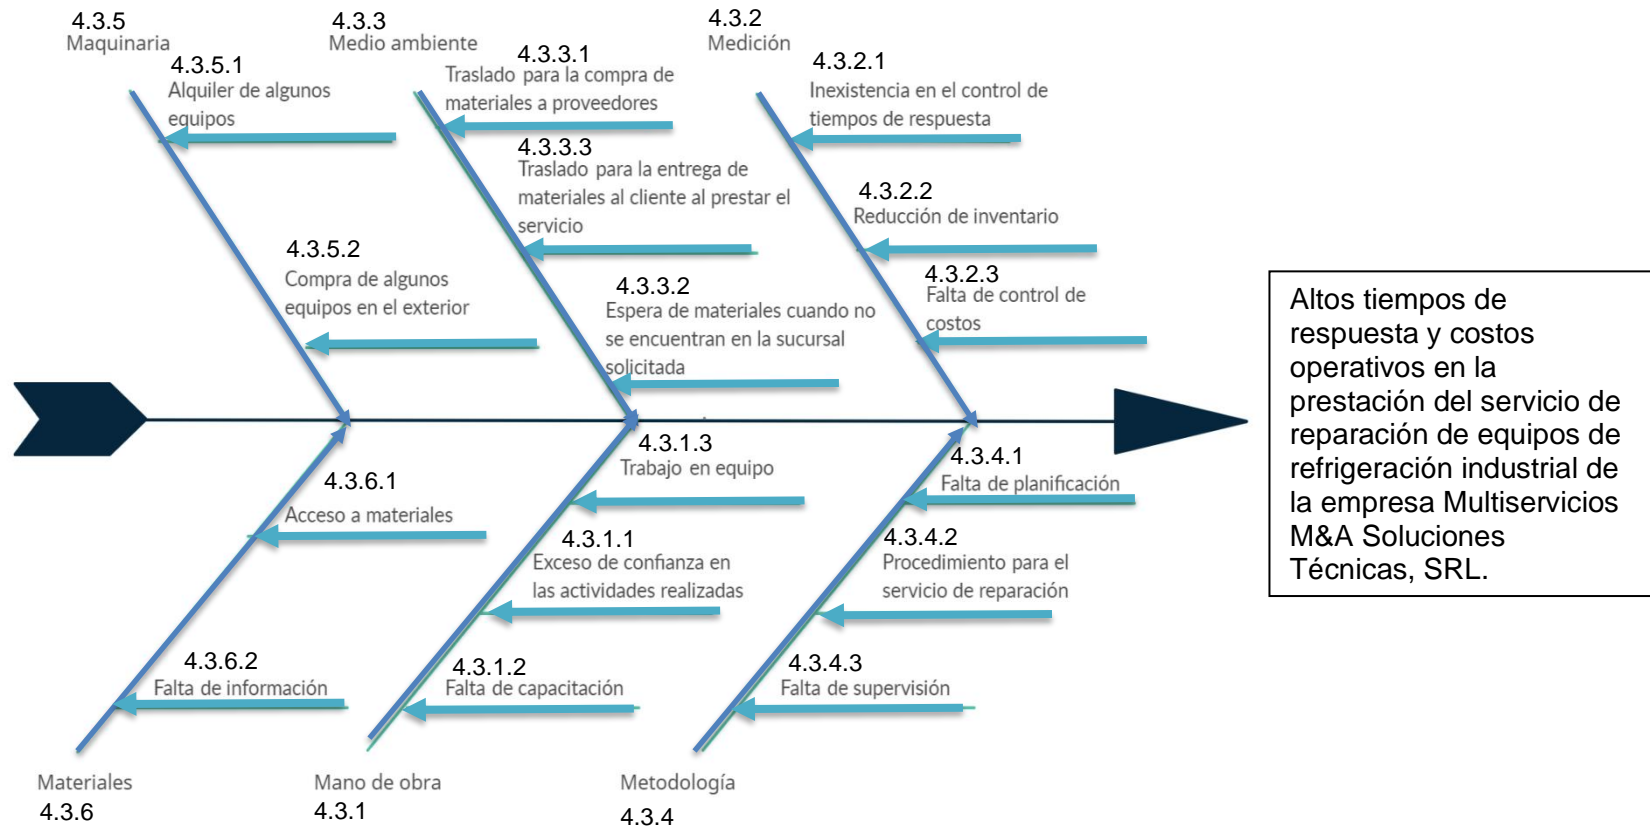 4.3.5
Maquinaria
4.3.5.1
Alquiler de algunos
equipos
4.3.5.2
Compra de algunos
equipos en el exterior
4.3.3
Medio ambiente
4.3.3.1
Traslado para la compra de
materiales a proveedores
4.3.3.3
Traslado para la entrega de
materiales al cliente al prestar el
servicio
4.3.3.2
Espera de materiales cuando no
se encuentran en la sucursal
solicitada
4.3.2
Medición
4.3.2.1
Inexistencia en el control de
tiempos de respuesta
4.3.2.2
Reducción de inventario
4.3.2.3
Falta de control de
costos
Altos tiempos de
respuesta y costos
operativos en la
prestación del servicio de
reparación de equipos de
refrigeración industrial de
la empresa Multiservicios
M&A Soluciones
Técnicas, SRL.
4.3.6.1
Acceso a materiales
4.3.6.2
Falta de información
Materiales
4.3.6
4.3.1.3
Trabajo en equipo
4.3.1.1
Exceso de confianza en
las actividades realizadas
4.3.1.2
Falta de capacitación
Mano de obra
4.3.1
4.3.4.1
Falta de planificación
4.3.4.2
Procedimiento para el
servicio de reparación
4.3.4.3
Falta de supervisión
Metodología
4.3.4